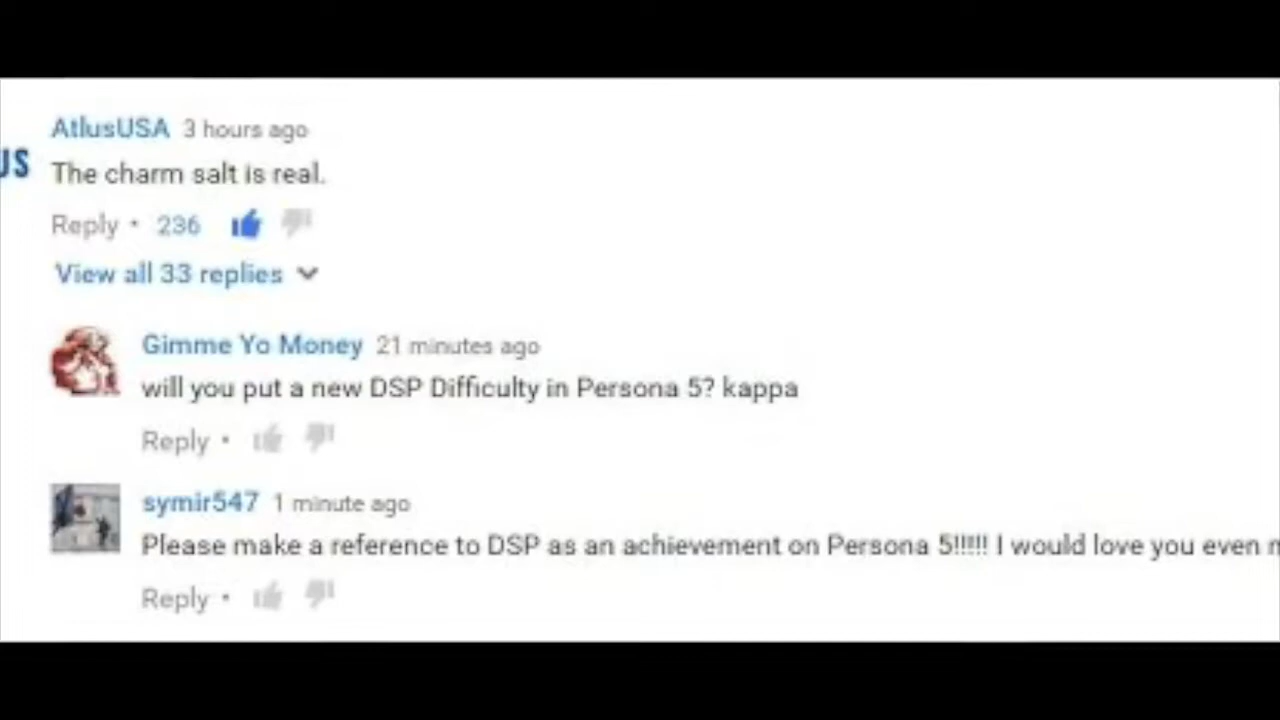 AtlusUSA 3 hours ago
US
The charm salt is real.
Reply • 236
View all 33 replies
Gimme Yo Money 21 minutes ago
will you put a new DSP Difficulty in Persona 5? kappa
Reply •
symir547 1 minute ago
Please make a reference to DSP as an achievement on Persona 5!!!!! I would love you even
Reply •